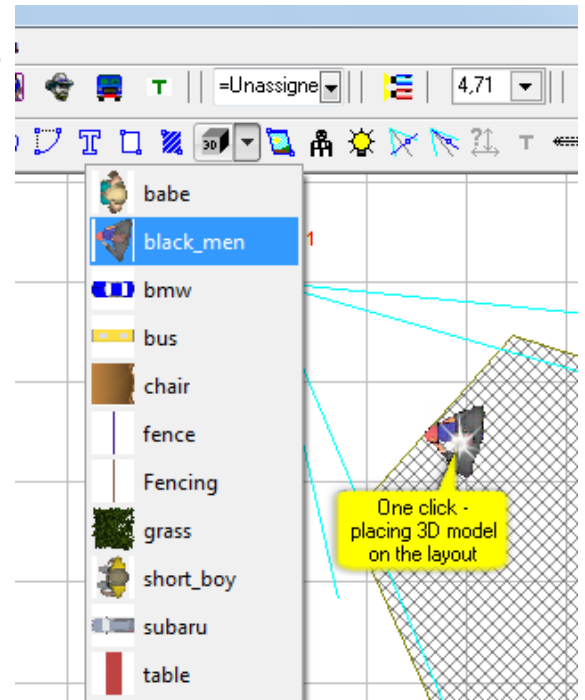 T =Unassigne 4,71
3D T
babe
black_men
1
bmw
bus
chair
fence
Fencing
One click -
placing 3D model
on the layout
grass
short_boy
subaru
table